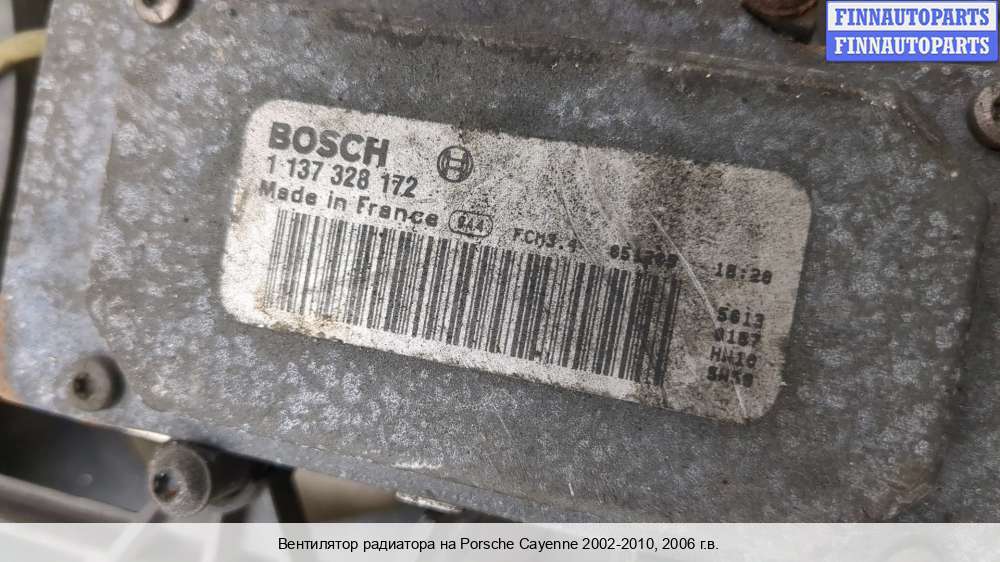 FINNAUTOPARTS
FINNAUTOPARTS
BOSCH
1 137 328 172
Made in France
FCM3.4 18:28
5613
0187
HN10
Вентилятор радиатора на Porsche Cayenne 2002-2010, 2006 г.в.